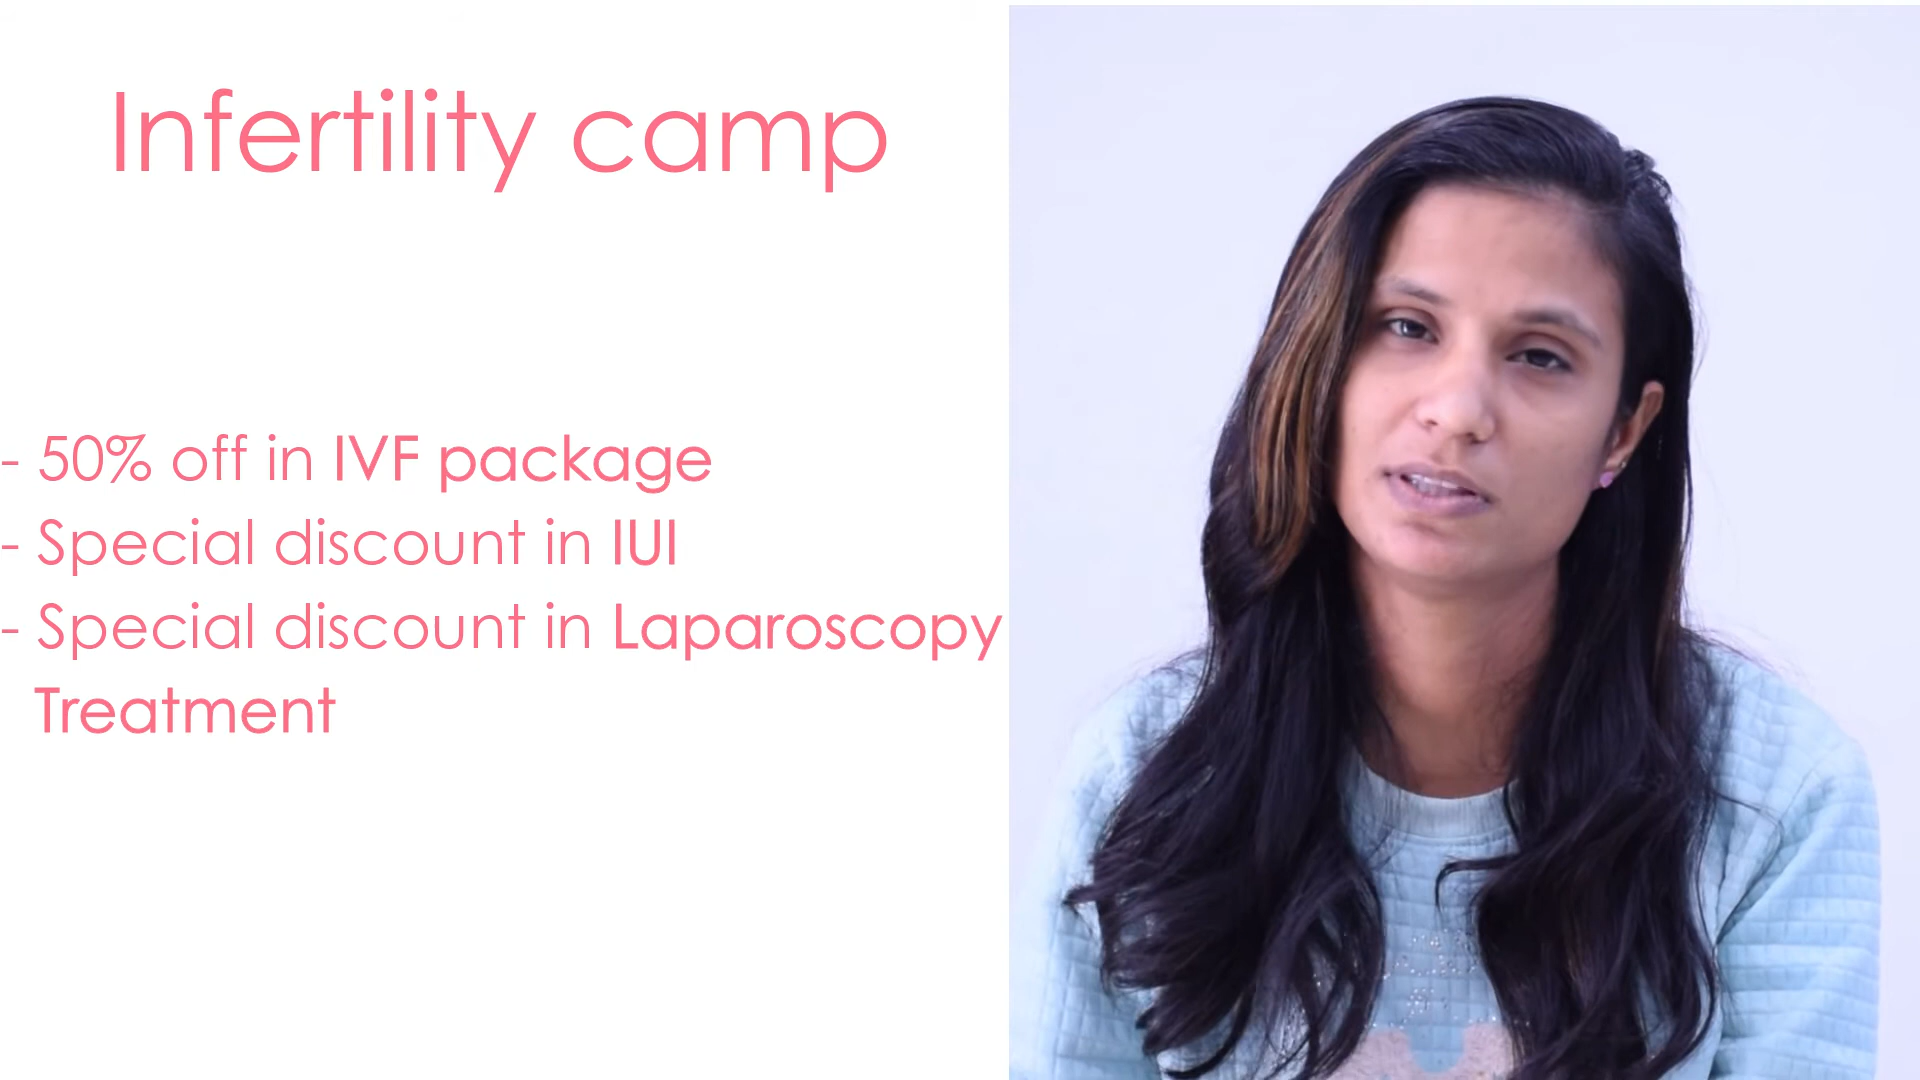 Infertility camp
- 50% off in IVF package
- Special discount in IUI
- Special discount in Laparoscopy
Treatment